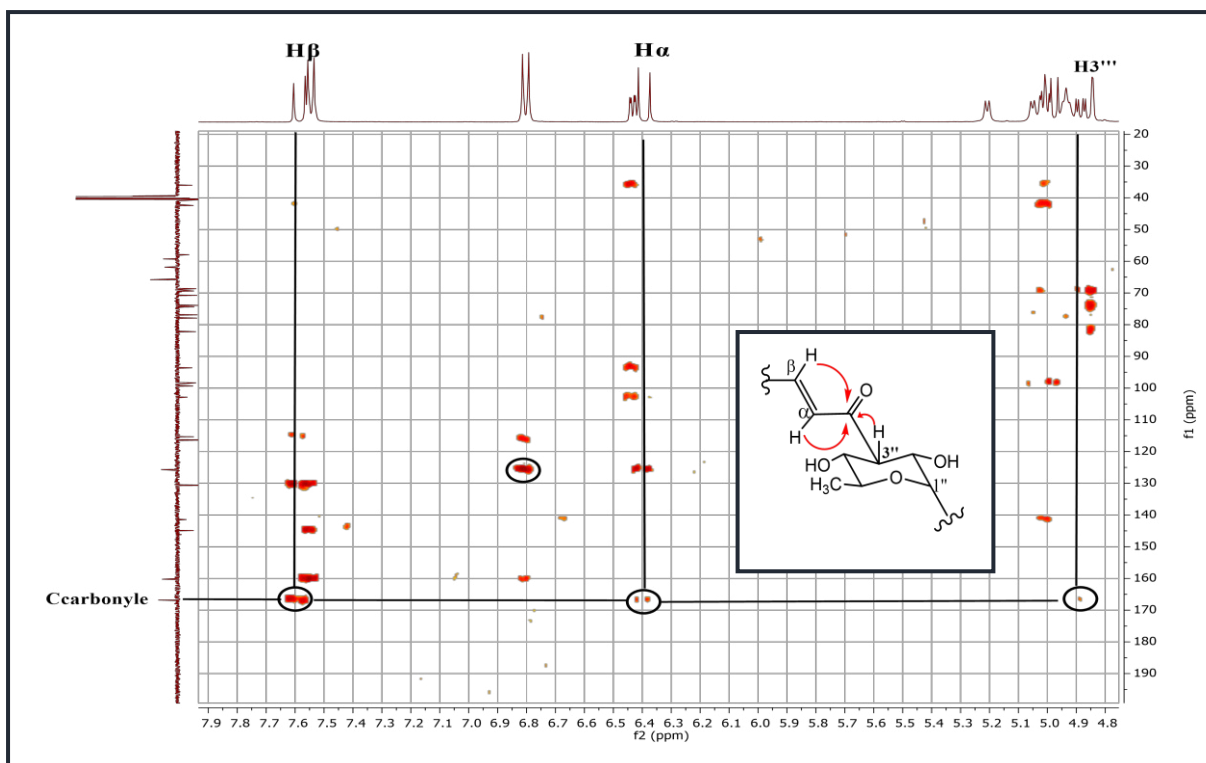 Hβ
Hα
H3'''
20
30
40
50
60
70
80
90
100
110
120
130
140
150
160
170
180
190
f1 (ppm)
Ccarbonyle
β
H
O
α
H
H
3''
HO
OH
H₃C
O
1''
7.9 7.8 7.7 7.6 7.5 7.4 7.3 7.2 7.1 7.0 6.9 6.8 6.7 6.6 6.5 6.4 6.3 6.2 6.1 6.0 5.9 5.8 5.7 5.6 5.5 5.4 5.3 5.2 5.1 5.0 4.9 4.8
f2 (ppm)